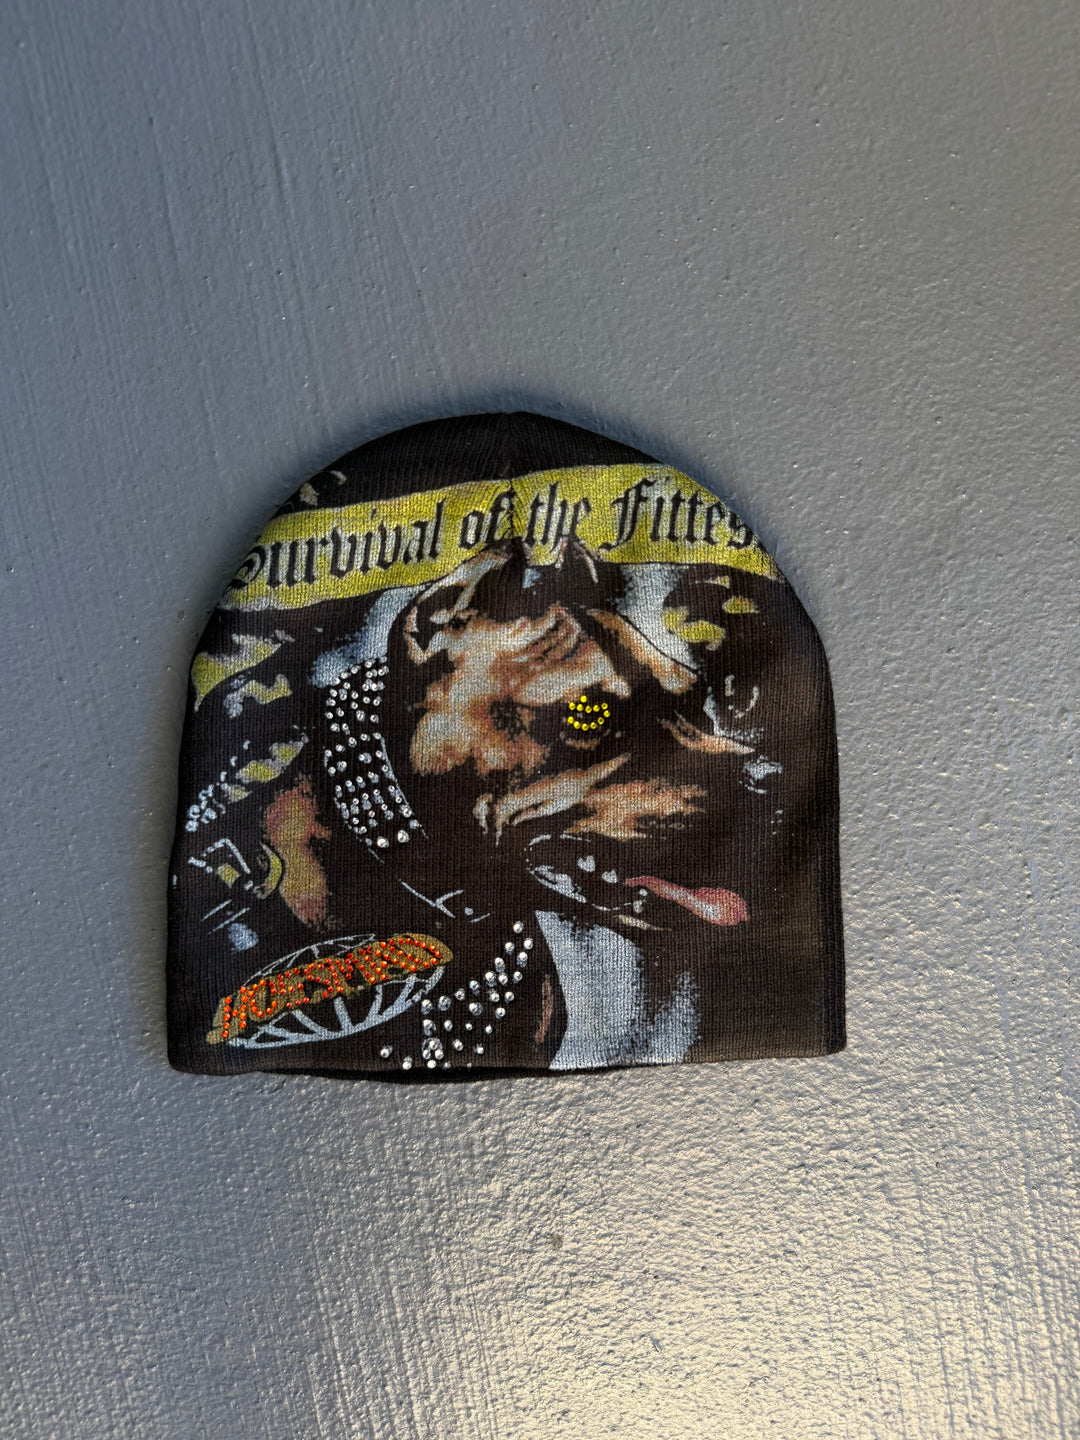 Survival of the Fittest